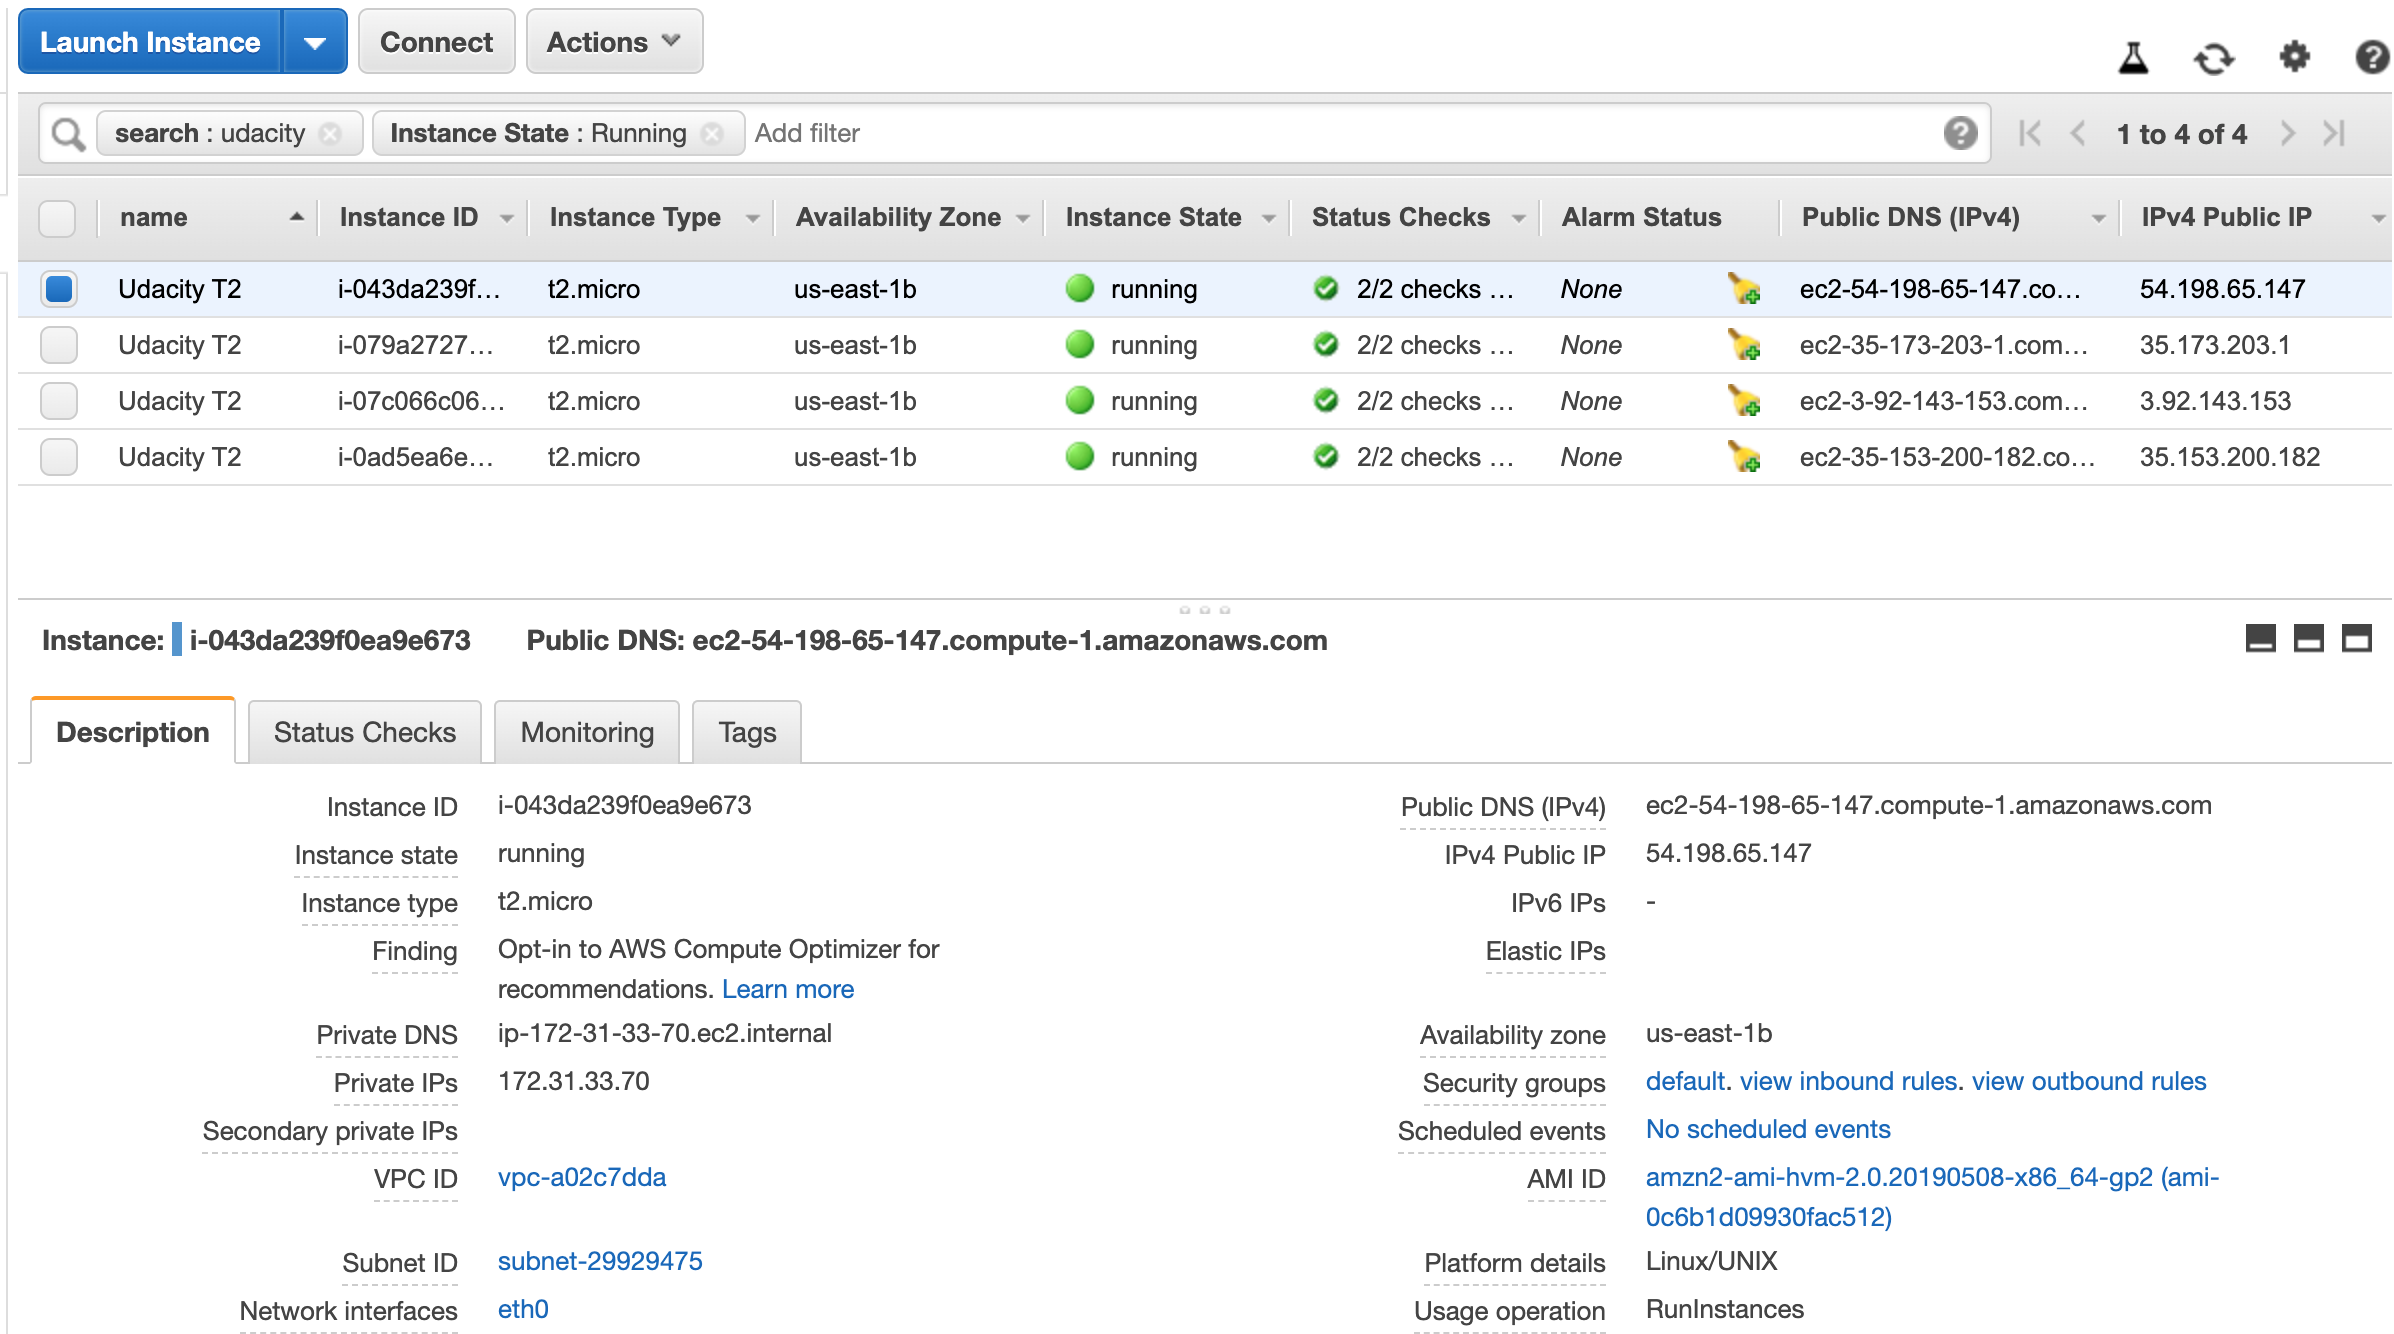 Launch Instance Connect Actions
search : udacity Instance State : Running Add filter 1 to 4 of 4
name Instance ID Instance Type Availability Zone Instance State Status Checks Alarm Status Public DNS (IPv4) IPv4 Public IP
Udacity T2 i-043da239f... t2.micro us-east-1b running 2/2 checks ... None ec2-54-198-65-147.co... 54.198.65.147
Udacity T2 i-079a2727... t2.micro us-east-1b running 2/2 checks ... None ec2-35-173-203-1.com... 35.173.203.1
Udacity T2 i-07c066c06... t2.micro us-east-1b running 2/2 checks ... None ec2-3-92-143-153.com... 3.92.143.153
Udacity T2 i-0ad5ea6e... t2.micro us-east-1b running 2/2 checks ... None ec2-35-153-200-182.co... 35.153.200.182
Instance: i-043da239f0ea9e673 Public DNS: ec2-54-198-65-147.compute-1.amazonaws.com
Description Status Checks Monitoring Tags
Instance ID i-043da239f0ea9e673 Public DNS (IPv4) ec2-54-198-65-147.compute-1.amazonaws.com
Instance state running IPv4 Public IP 54.198.65.147
Instance type t2.micro IPv6 IPs -
Finding Opt-in to AWS Compute Optimizer for Elastic IPs
recommendations. Learn more
Private DNS ip-172-31-33-70.ec2.internal Availability zone us-east-1b
Private IPs 172.31.33.70 Security groups default. view inbound rules. view outbound rules
Secondary private IPs Scheduled events No scheduled events
VPC ID vpc-a02c7dda AMI ID amzn2-ami-hvm-2.0.20190508-x86_64-gp2 (ami-
0c6b1d09930fac512)
Subnet ID subnet-29929475 Platform details Linux/UNIX
Network interfaces eth0 Usage operation RunInstances